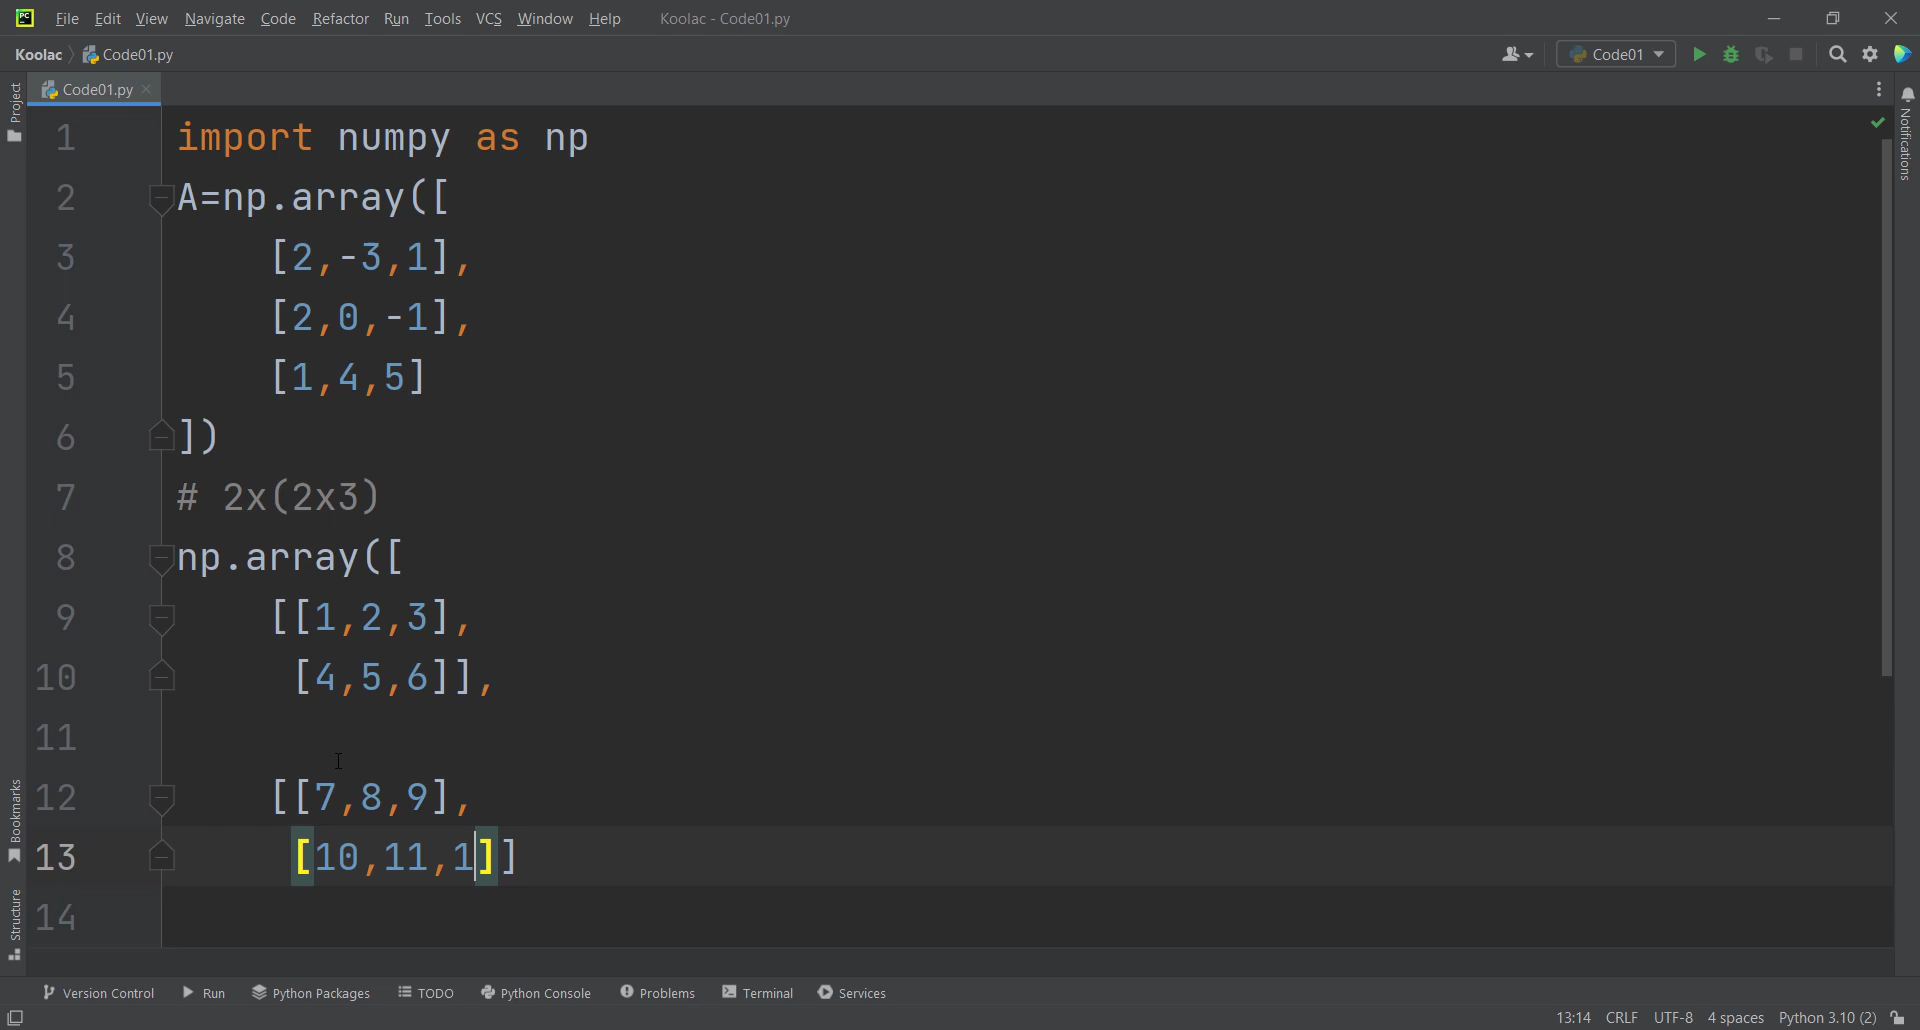 PC File Edit View Navigate Code Refactor Run Tools VCS Window Help Koolac - Code01.py
Koolac Code01.py Code01
Project Code01.py Notifications
1 import numpy as np
2 A=np.array([
3 [2,-3,1],
4 [2,0,-1],
5 [1,4,5]
6 ])
7 # 2x(2x3)
8 np.array([
9 [[1,2,3],
10 [4,5,6]],
11
12 [[7,8,9],
13 [10,11,1]]
14
Bookmarks
Structure
Version Control Run Python Packages TODO Python Console Problems Terminal Services
13:14 CRLF UTF-8 4 spaces Python 3.10 (2)